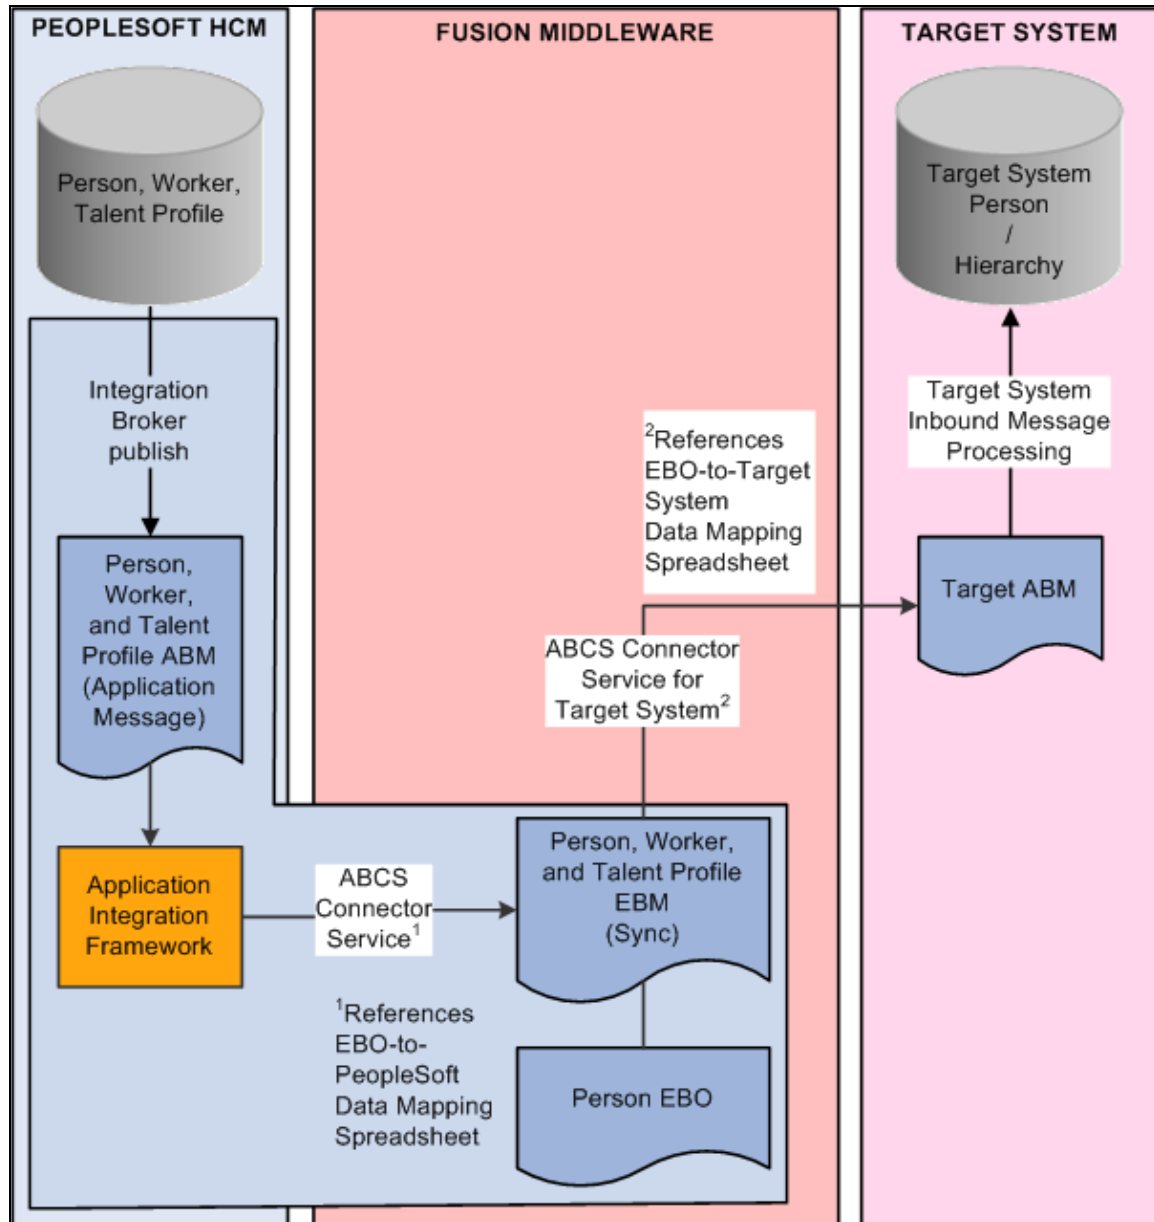 PEOPLESOFT HCM
FUSION MIDDLEWARE
TARGET SYSTEM
Person, Worker,
Talent Profile
Target System
Person
/
Hierarchy
Integration
Broker
publish
Target System
Inbound Message
Processing
²References
EBO-to-Target
System
Data Mapping
Spreadsheet
Person,
Worker,
and Talent
Profile ABM
(Application
Message)
Target ABM
ABCS Connector
Service for
Target System²
Application
Integration
Framework
ABCS
Connector
Service¹
Person, Worker,
and Talent Profile
EBM
(Sync)
¹References
EBO-to-
PeopleSoft
Data Mapping
Spreadsheet
Person EBO